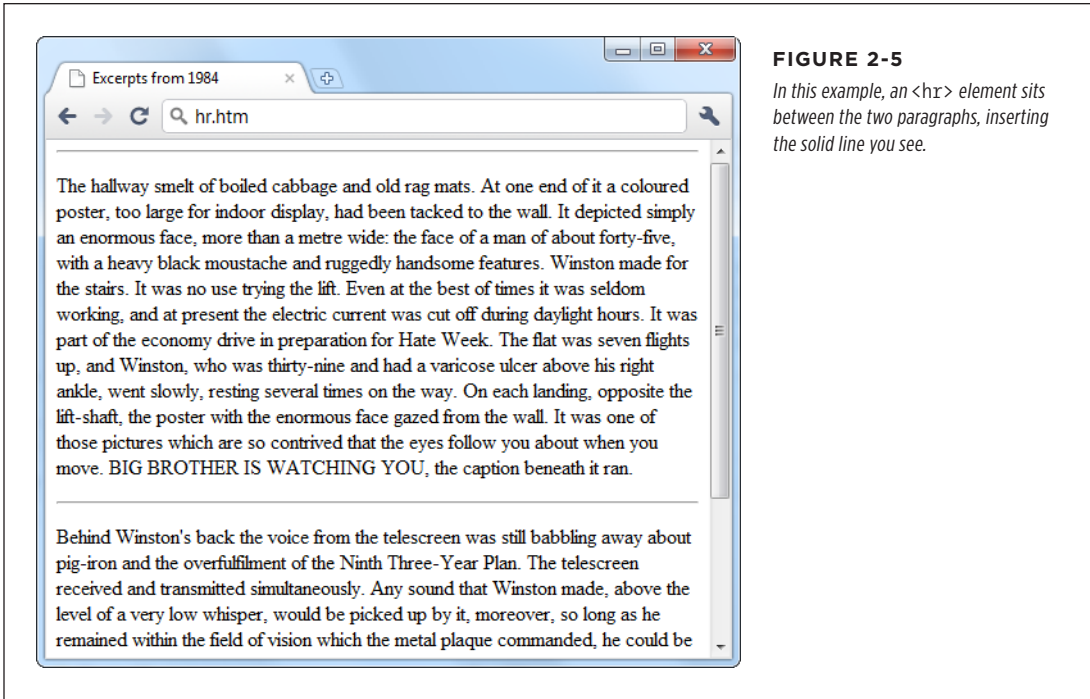 Excerpts from 1984
hr.htm
The hallway smelt of boiled cabbage and old rag mats. At one end of it a coloured
poster, too large for indoor display, had been tacked to the wall. It depicted simply
an enormous face, more than a metre wide: the face of a man of about forty-five,
with a heavy black moustache and ruggedly handsome features. Winston made for
the stairs. It was no use trying the lift. Even at the best of times it was seldom
working, and at present the electric current was cut off during daylight hours. It was
part of the economy drive in preparation for Hate Week. The flat was seven flights
up, and Winston, who was thirty-nine and had a varicose ulcer above his right
ankle, went slowly, resting several times on the way. On each landing, opposite the
lift-shaft, the poster with the enormous face gazed from the wall. It was one of
those pictures which are so contrived that the eyes follow you about when you
move. BIG BROTHER IS WATCHING YOU, the caption beneath it ran.
Behind Winston's back the voice from the telescreen was still babbling away about
pig-iron and the overfulfilment of the Ninth Three-Year Plan. The telescreen
received and transmitted simultaneously. Any sound that Winston made, above the
level of a very low whisper, would be picked up by it, moreover, so long as he
remained within the field of vision which the metal plaque commanded, he could be
FIGURE 2-5
In this example, an <hr> element sits
between the two paragraphs, inserting
the solid line you see.